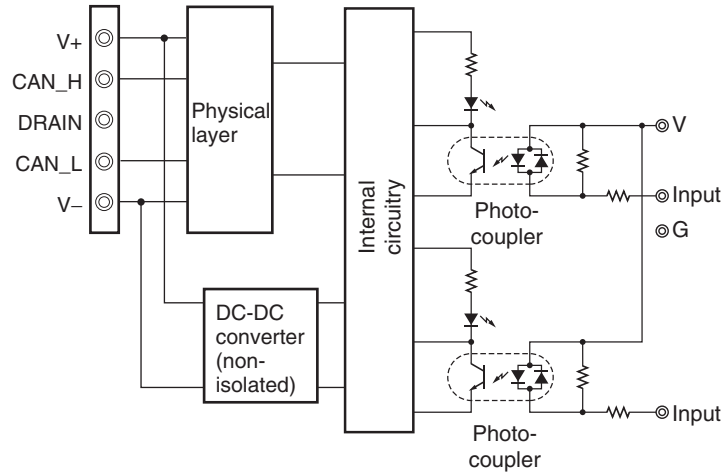 V+
CAN_H
DRAIN
CAN_L
V–
Physical
layer
DC-DC
converter
(non-
isolated)
Internal
circuitry
Photo-
coupler
V
Input
G
Photo-
coupler
Input